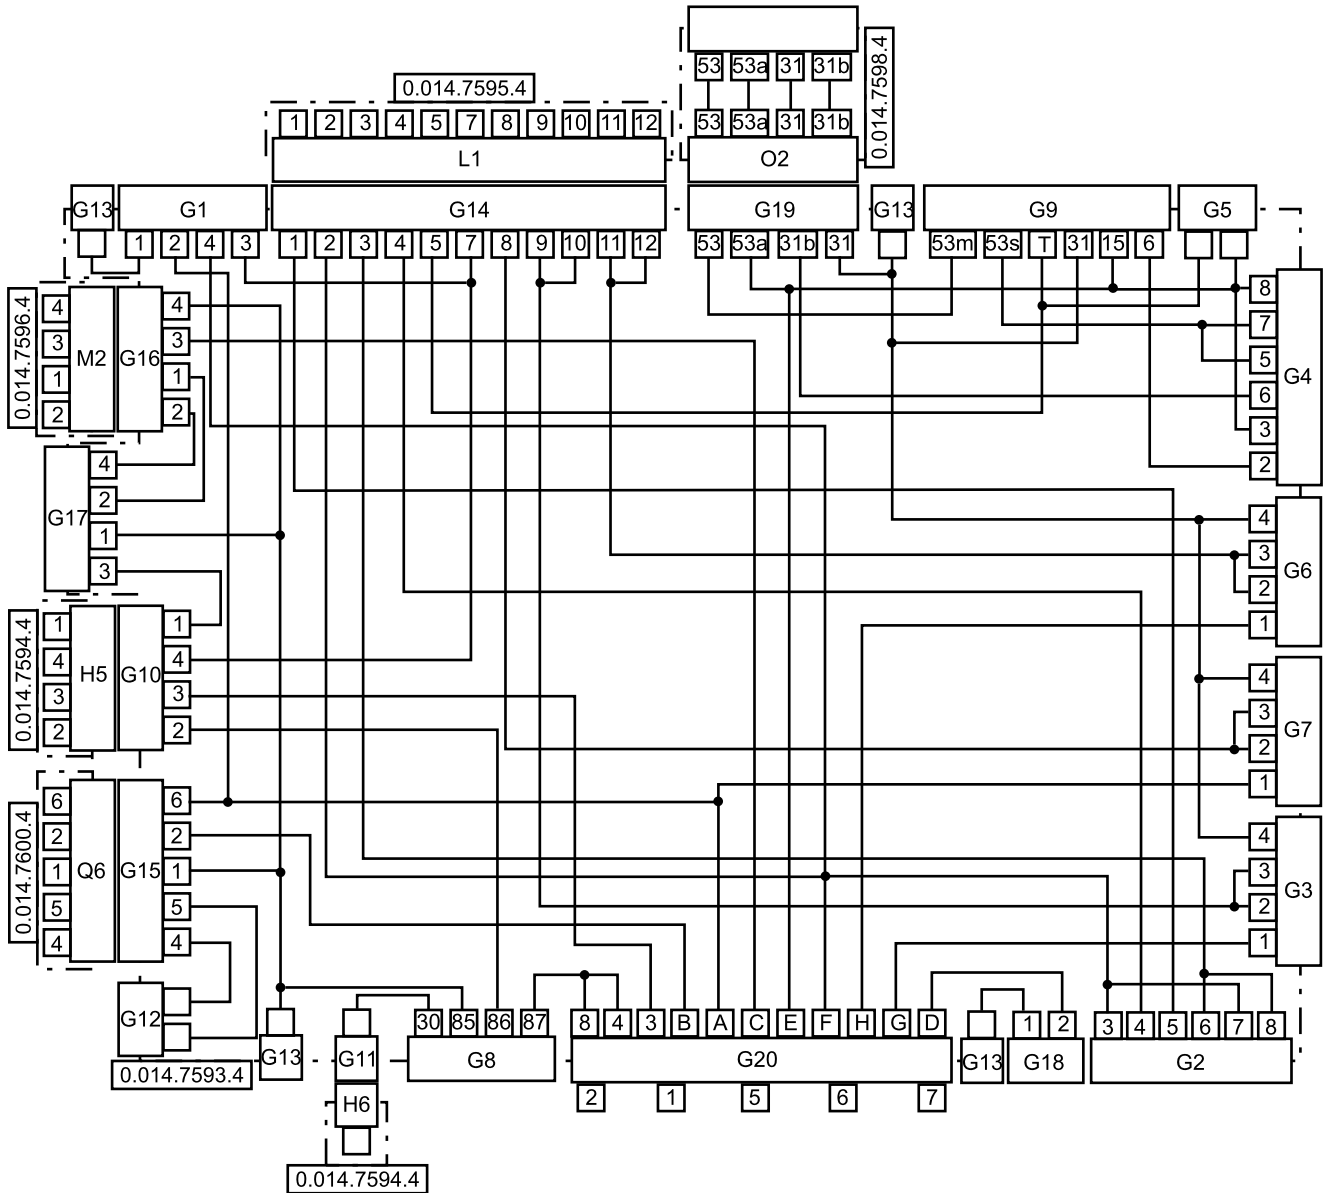 53 53a 31 31b
0.014.7598.4
0.014.7595.4
1 2 3 4 5 7 8 9 10 11 12
53 53a 31 31b
L1
O2
G13 G1 G14 G19 G13 G9 G5
1 2 4 3
1 2 3 4 5 7 8 9 10 11 12
53 53a 31b 31
53m 53s T 31 15 6
0.014.7596.4
4 3 1 2
M2 G16
4 3 1 2
8 7 5 6 3 2
G4
G17
4 2 1 3
4 3 2 1
G6
0.014.7594.4
1 4 3 2
H5 G10
1 4 3 2
4 3 2 1
G7
0.014.7600.4
6 2 1 5 4
Q6 G15
6 2 1 5 4
4 3 2 1
G3
G12
0.014.7593.4
G13
G11
H6
0.014.7594.4
30 85 86 87
G8
8 4 3 B A C E F H G D
G20
2 1 5 6 7
G13
1 2
G18
3 4 5 6 7 8
G2